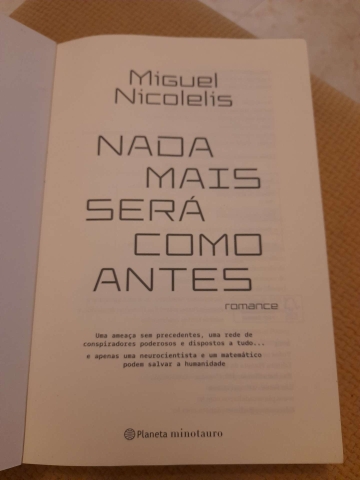 Miguel
Nicolelis
NADA
MAIS
SERÁ
COMO
ANTES
romance
Uma ameaça sem precedentes, uma rede de
conspiradores poderosos e dispostos a tudo...
e apenas uma neurocientista e um matemático
podem salvar a humanidade
Planeta minotauro